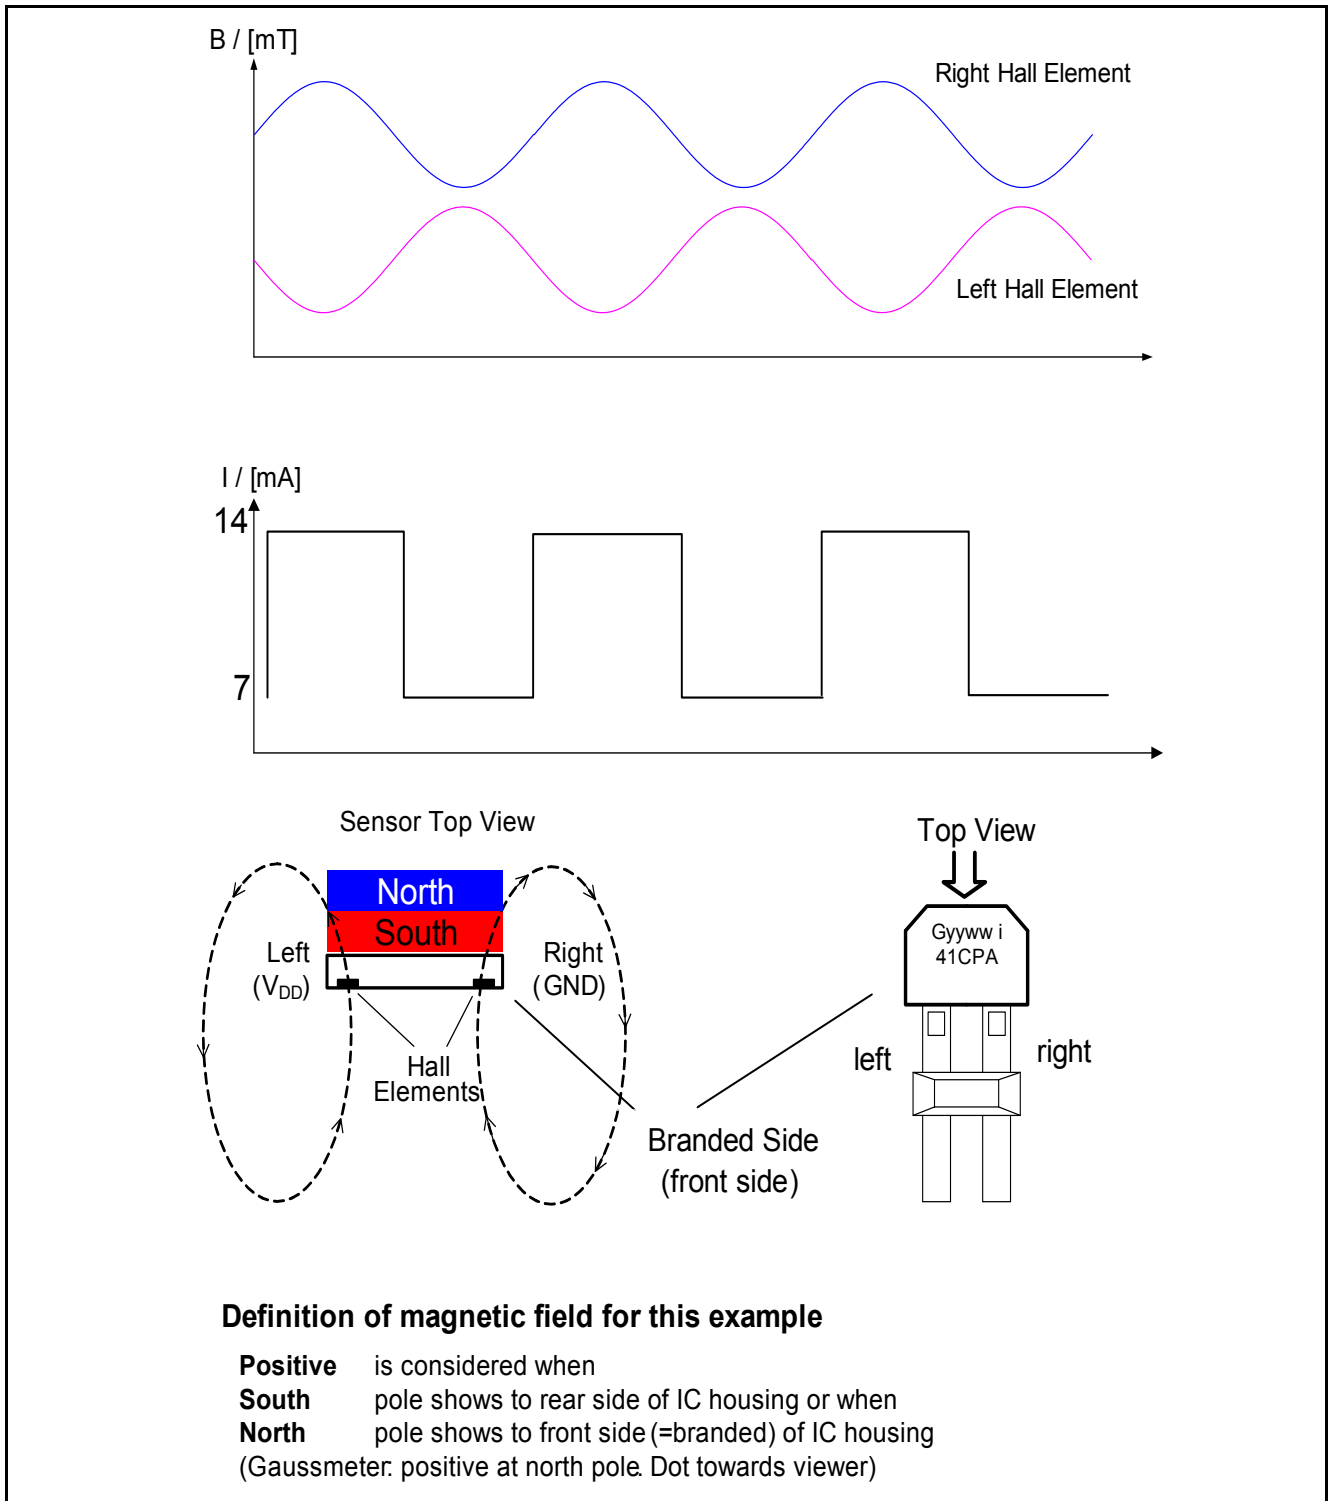 B / [mT]
Right Hall Element
Left Hall Element
I / [mA]
14
7
Sensor Top View
Top View
North
South
Left
(VDD)
Right
(GND)
Hall
Elements
Gyyww i
41CPA
left
right
Branded Side
(front side)
Definition of magnetic field for this example
Positive is considered when
South pole shows to rear side of IC housing or when
North pole shows to front side (=branded) of IC housing
(Gaussmeter: positive at north pole. Dot towards viewer)